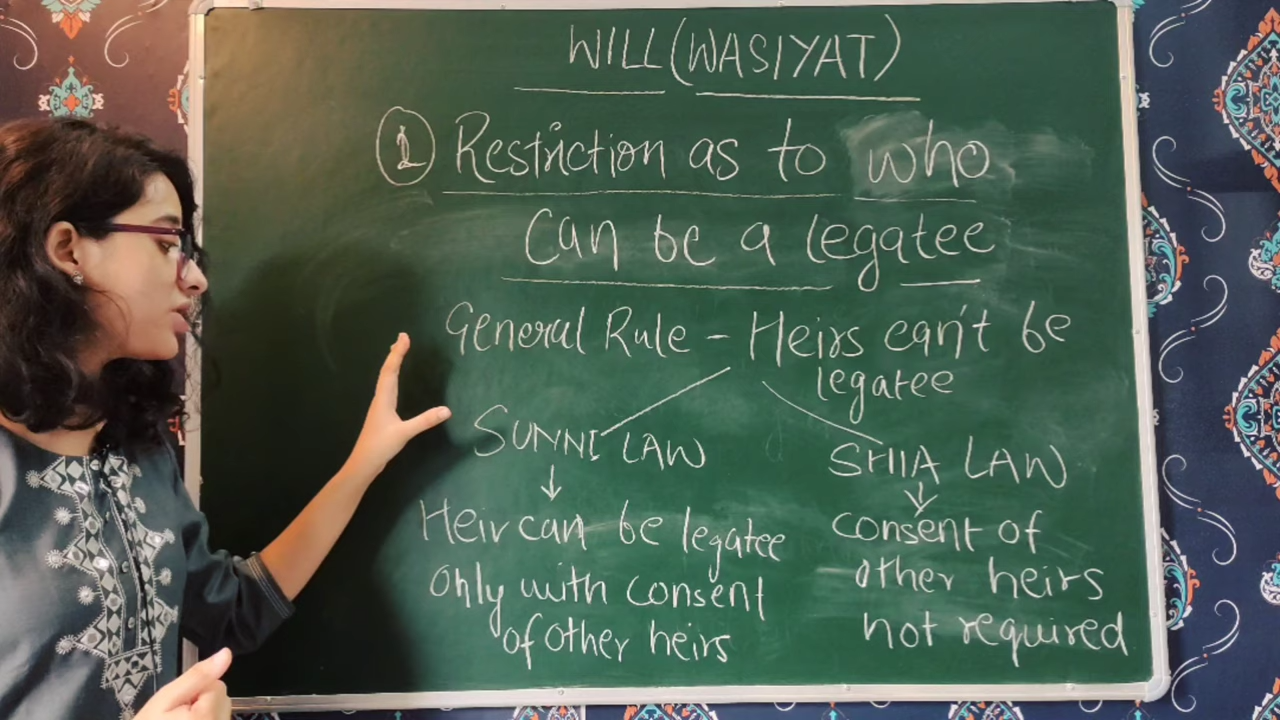 WILL (WASIYAT)
1 Restriction as to who
Can be a legatee
General Rule - Heirs can't be
legatee
SUNNI LAW
↓
Heir can be legatee
only with consent
of other heirs
SHIA LAW
↓
consent of
other heirs
not required